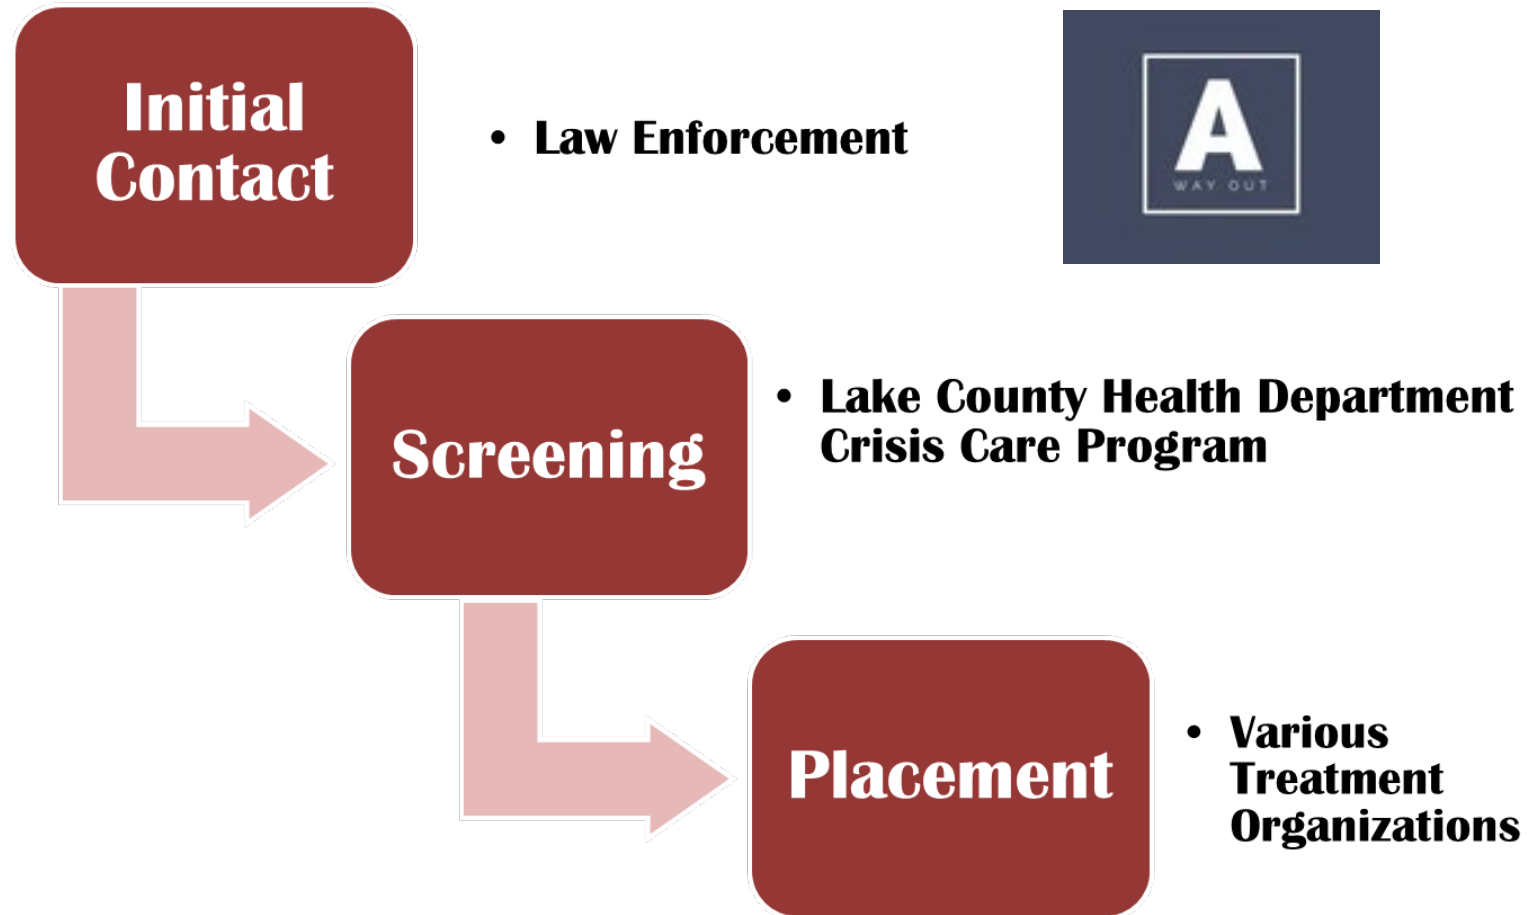 Initial
Contact
• Law Enforcement
A
WAY OUT
Screening
• Lake County Health Department
Crisis Care Program
Placement
• Various
Treatment
Organizations